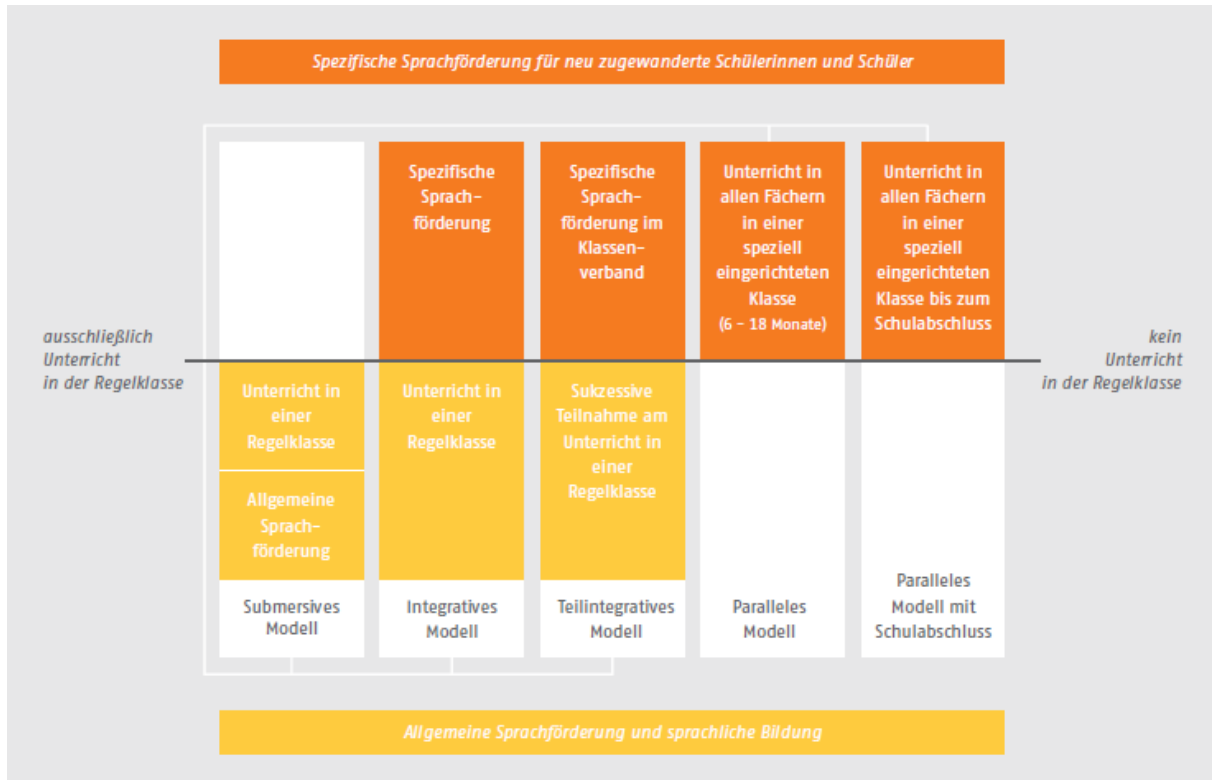 Spezifische Sprachförderung für neu zugewanderte Schülerinnen und Schüler
Spezifische
Sprach-
förderung
Spezifische
Sprach-
förderung im
Klassen-
verband
Unterricht in
allen Fächern
in einer
speziell
eingerichteten
Klasse
(6 – 18 Monate)
Unterricht in
allen Fächern
in einer
speziell
eingerichteten
Klasse bis zum
Schulabschluss
ausschließlich
Unterricht
in der Regelklasse
kein
Unterricht
in der Regelklasse
Unterricht in
einer
Regelklasse
Allgemeine
Sprach-
förderung
Unterricht in
einer
Regelklasse
Sukzessive
Teilnahme am
Unterricht in
einer
Regelklasse
Submersives
Modell
Integratives
Modell
Teilintegratives
Modell
Paralleles
Modell
Paralleles
Modell mit
Schulabschluss
Allgemeine Sprachförderung und sprachliche Bildung